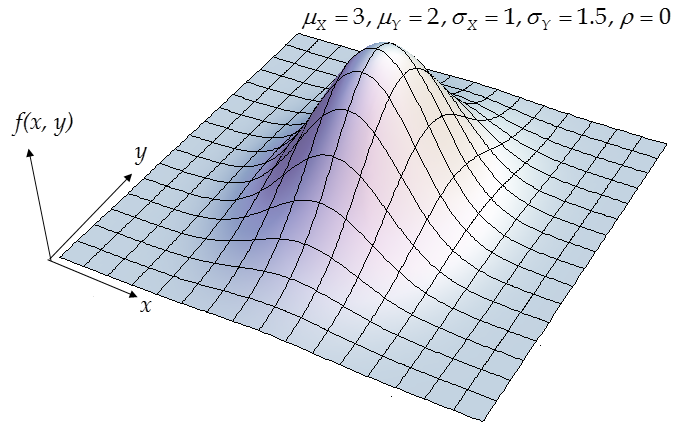 μX = 3, μY = 2, σX = 1, σY = 1.5, ρ = 0
f(x, y)
y
x